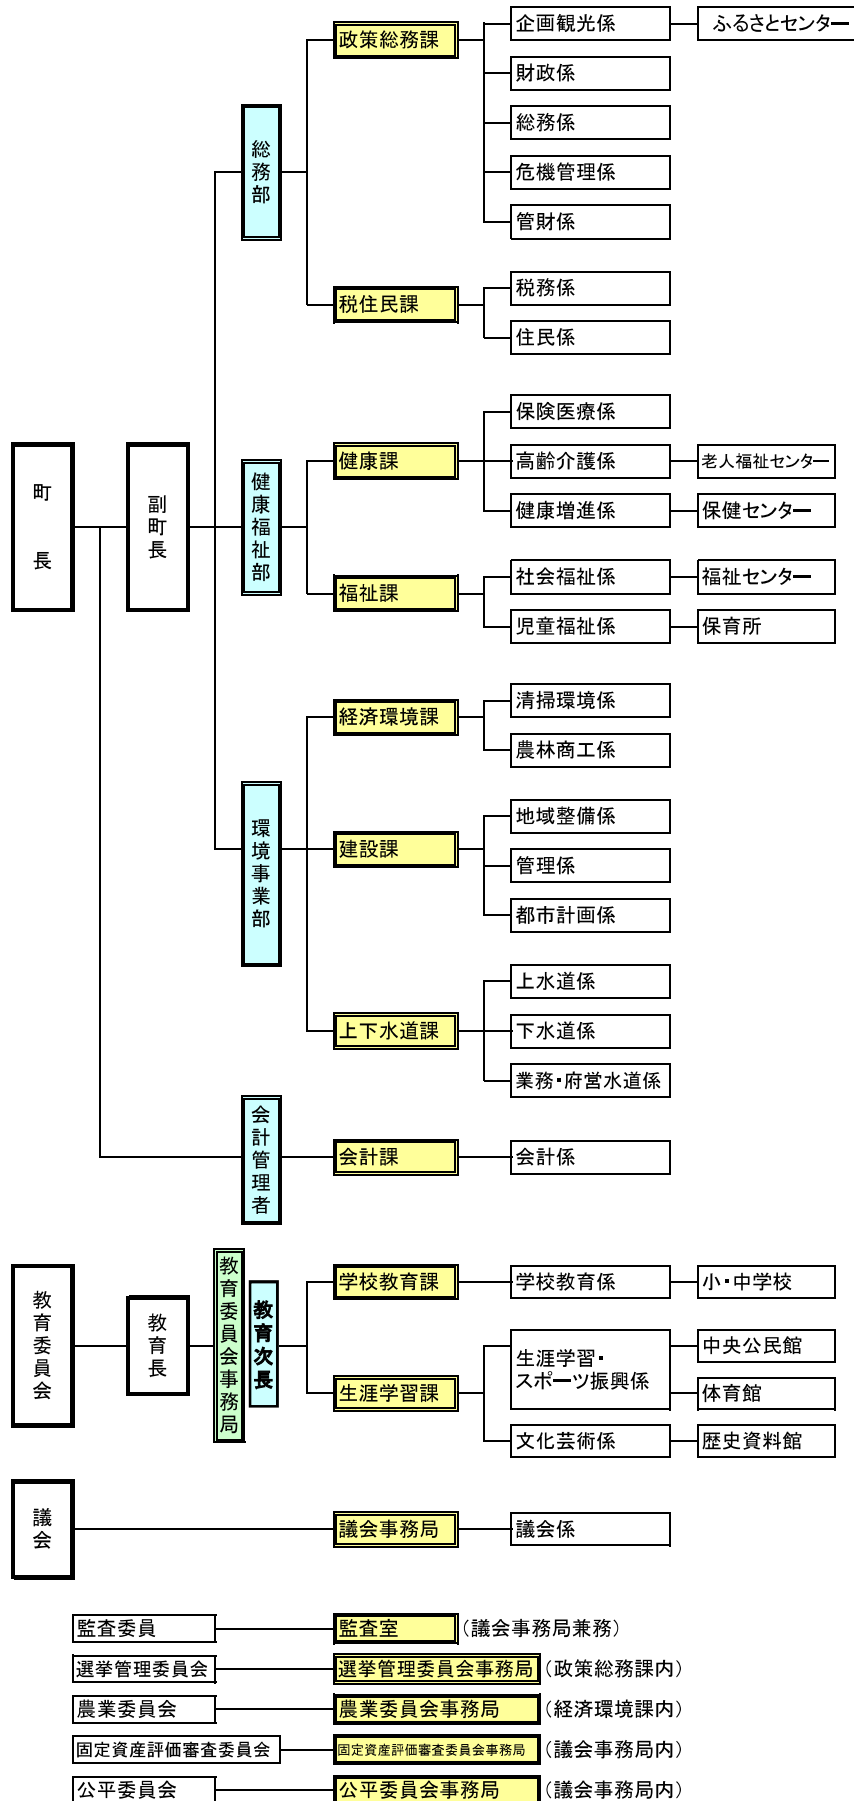 町長
副町長
総務部
政策総務課
企画観光係
ふるさとセンター
財政係
総務係
危機管理係
管財係
税住民課
税務係
住民係
健康福祉部
健康課
保険医療係
高齢介護係
老人福祉センター
健康増進係
保健センター
福祉課
社会福祉係
福祉センター
児童福祉係
保育所
環境事業部
経済環境課
清掃環境係
農林商工係
建設課
地域整備係
管理係
都市計画係
上下水道課
上水道係
下水道係
業務・府営水道係
会計管理者
会計課
会計係
教育委員会
教育長
教育委員会事務局
教育次長
学校教育課
学校教育係
小・中学校
生涯学習課
生涯学習・
スポーツ振興係
中央公民館
体育館
文化芸術係
歴史資料館
議会
議会事務局
議会係
監査委員
監査室
（議会事務局兼務）
選挙管理委員会
選挙管理委員会事務局
（政策総務課内）
農業委員会
農業委員会事務局
（経済環境課内）
固定資産評価審査委員会
固定資産評価審査委員会事務局
（議会事務局内）
公平委員会
公平委員会事務局
（議会事務局内）